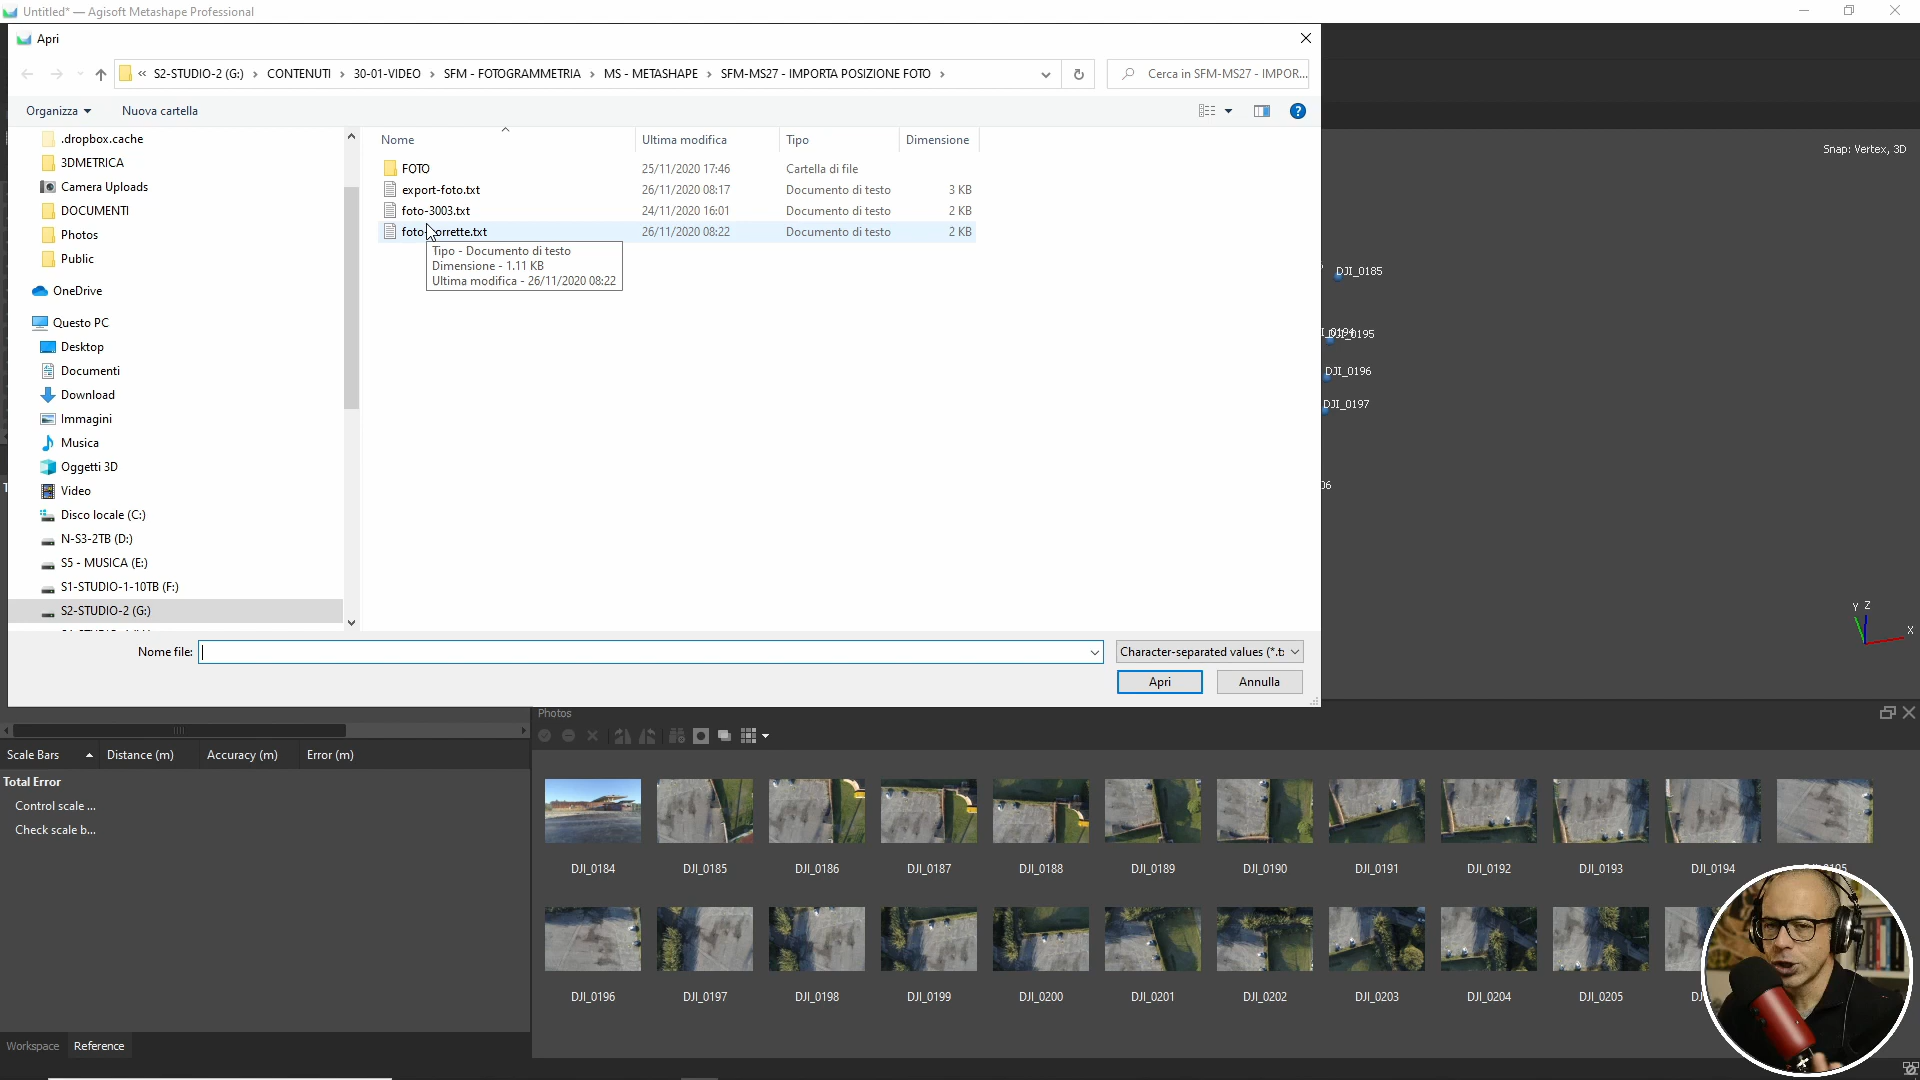 Untitled* — Agisoft Metashape Professional
Apri
« S2-STUDIO-2 (G:) › CONTENUTI › 30-01-VIDEO › SFM - FOTOGRAMMETRIA › MS - METASHAPE › SFM-MS27 - IMPORTA POSIZIONE FOTO ›
Cerca in SFM-MS27 - IMPOR...
Organizza
Nuova cartella
Nome Ultima modifica Tipo Dimensione
FOTO 25/11/2020 17:46 Cartella di file
export-foto.txt 26/11/2020 08:17 Documento di testo 3 KB
foto-3003.txt 24/11/2020 16:01 Documento di testo 2 KB
26/11/2020 08:22 Documento di testo 2 KB
Tipo - Documento di testo
Dimensione - 1.11 KB
Ultima modifica - 26/11/2020 08:22
.dropbox.cache
3DMETRICA
Camera Uploads
DOCUMENTI
Photos
Public
OneDrive
Questo PC
Desktop
Documenti
Download
Immagini
Musica
Oggetti 3D
Video
Disco locale (C:)
N-S3-2TB (D:)
S5 - MUSICA (E:)
S1-STUDIO-1-10TB (F:)
S2-STUDIO-2 (G:)
Nome file:
Character-separated values (*.t
Apri
Annulla
Snap: Vertex, 3D
DJI_0185
DJI_0196
DJI_0197
06
Y Z
X
Photos
Scale Bars Distance (m) Accuracy (m) Error (m)
Total Error
Control scale ...
Check scale b...
DJI_0184 DJI_0185 DJI_0186 DJI_0187 DJI_0188 DJI_0189 DJI_0190 DJI_0191 DJI_0192 DJI_0193 DJI_0194
DJI_0196 DJI_0197 DJI_0198 DJI_0199 DJI_0200 DJI_0201 DJI_0202 DJI_0203 DJI_0204 DJI_0205
Workspace Reference